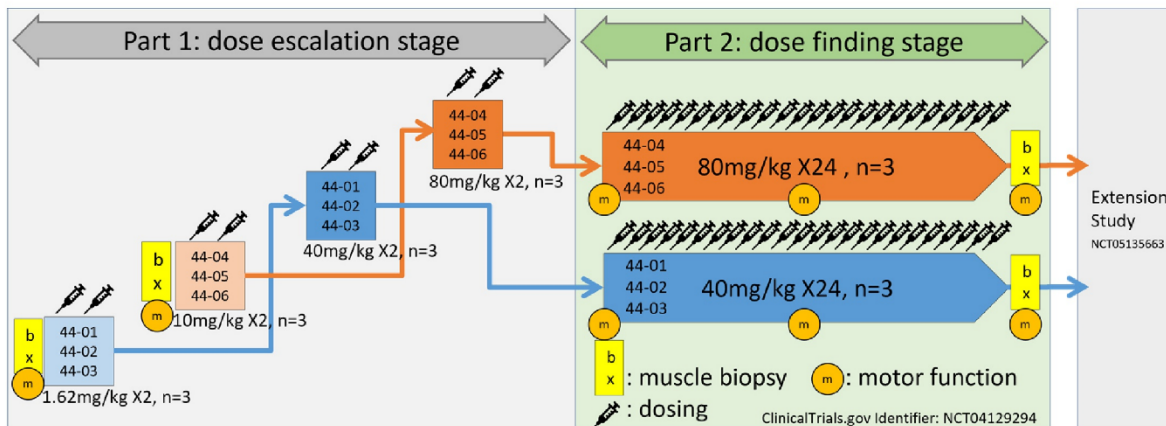 Part 1: dose escalation stage
Part 2: dose finding stage
44-04
44-05
44-06
80mg/kg X2, n=3
44-01
44-02
44-03
40mg/kg X2, n=3
b
x
m
44-04
44-05
44-06
10mg/kg X2, n=3
b
x
m
44-01
44-02
44-03
1.62mg/kg X2, n=3
44-04
44-05
44-06
80mg/kg X24 , n=3
m
m
b
x
m
44-01
44-02
44-03
40mg/kg X24, n=3
m
m
b
x
m
Extension
Study
NCT05135663
b
x
: muscle biopsy
m
: motor function
: dosing
ClinicalTrials.gov Identifier: NCT04129294